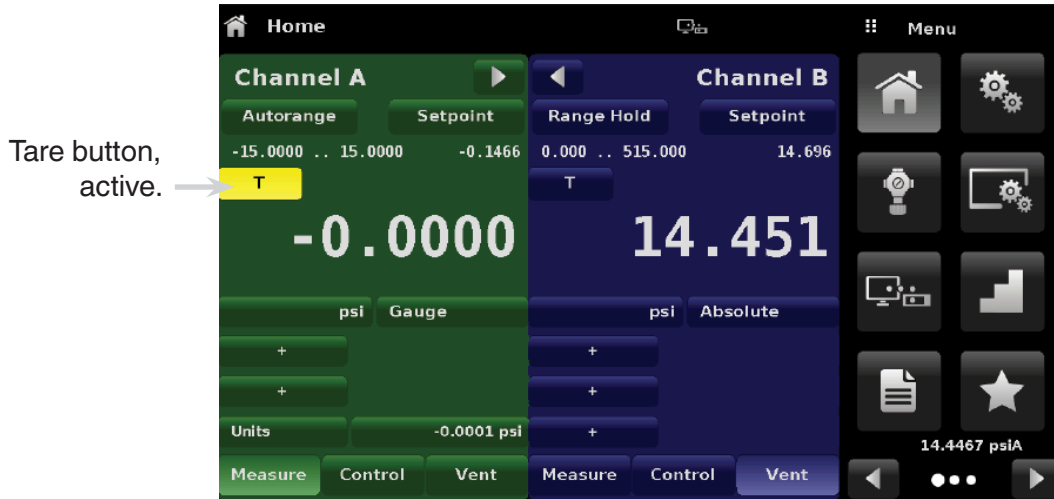 Home
Menu
Channel A
Channel B
Autorange
Setpoint
Range Hold
Setpoint
-15.0000 .. 15.0000
-0.1466
0.000 .. 515.000
14.696
Tare button,
active.
T
T
-0.0000
14.451
psi
Gauge
psi
Absolute
+
+
+
+
Units
-0.0001 psi
+
14.4467 psiA
Measure
Control
Vent
Measure
Control
Vent